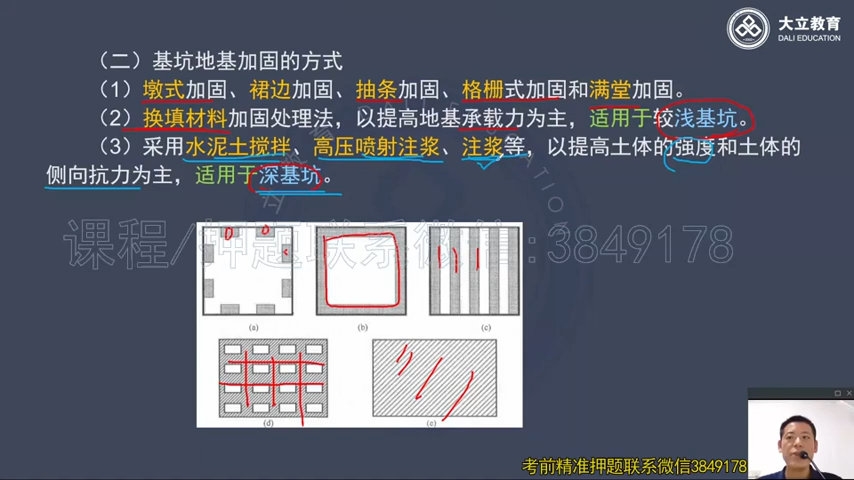 大立教育
DALI EDUCATION
（二）基坑地基加固的方式
（1）墩式加固、裙边加固、抽条加固、格栅式加固和满堂加固。
（2）换填材料加固处理法，以提高地基承载力为主，适用于较浅基坑。
（3）采用水泥土搅拌、高压喷射注浆、注浆等，以提高土体的强度和土体的
侧向抗力为主，适用于深基坑。
课程/押题联系微信:3849178
(a)
(b)
(c)
(d)
(e)
考前精准押题联系微信3849178